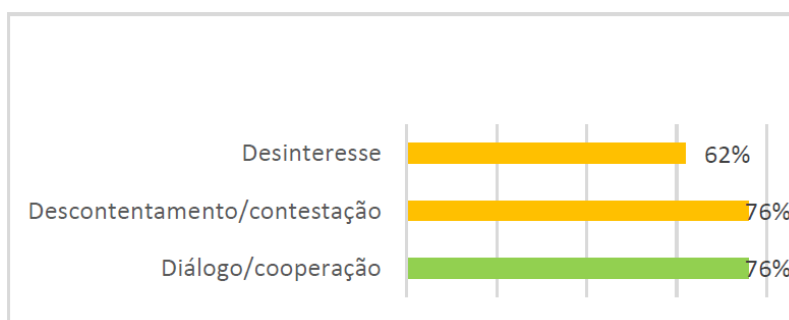 Desinteresse 62%
Descontentamento/contestação 76%
Diálogo/cooperação 76%